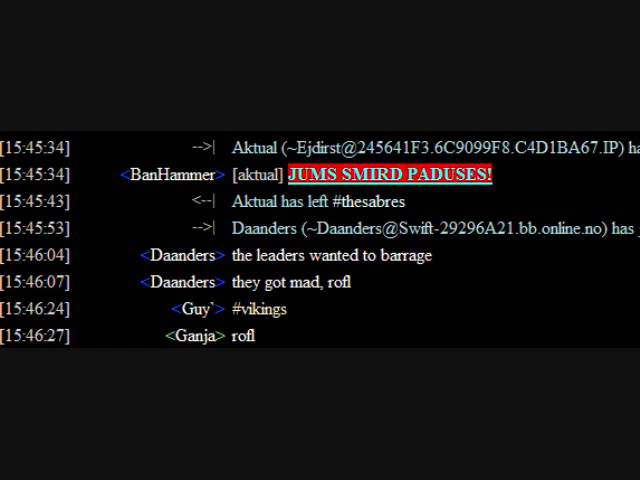 [15:45:34] -->| Aktual (~Ejdirst@245641F3.6C9099F8.C4D1BA67.IP) ha
[15:45:34] <BanHammer> [aktual] JUMS SMIRD PADUSES!
[15:45:43] <--| Aktual has left #thesabres
[15:45:53] -->| Daanders (~Daanders@Swift-29296A21.bb.online.no) has
[15:46:04] <Daanders> the leaders wanted to barrage
[15:46:07] <Daanders> they got mad, rofl
[15:46:24] <Guy`> #vikings
[15:46:27] <Ganja> rofl